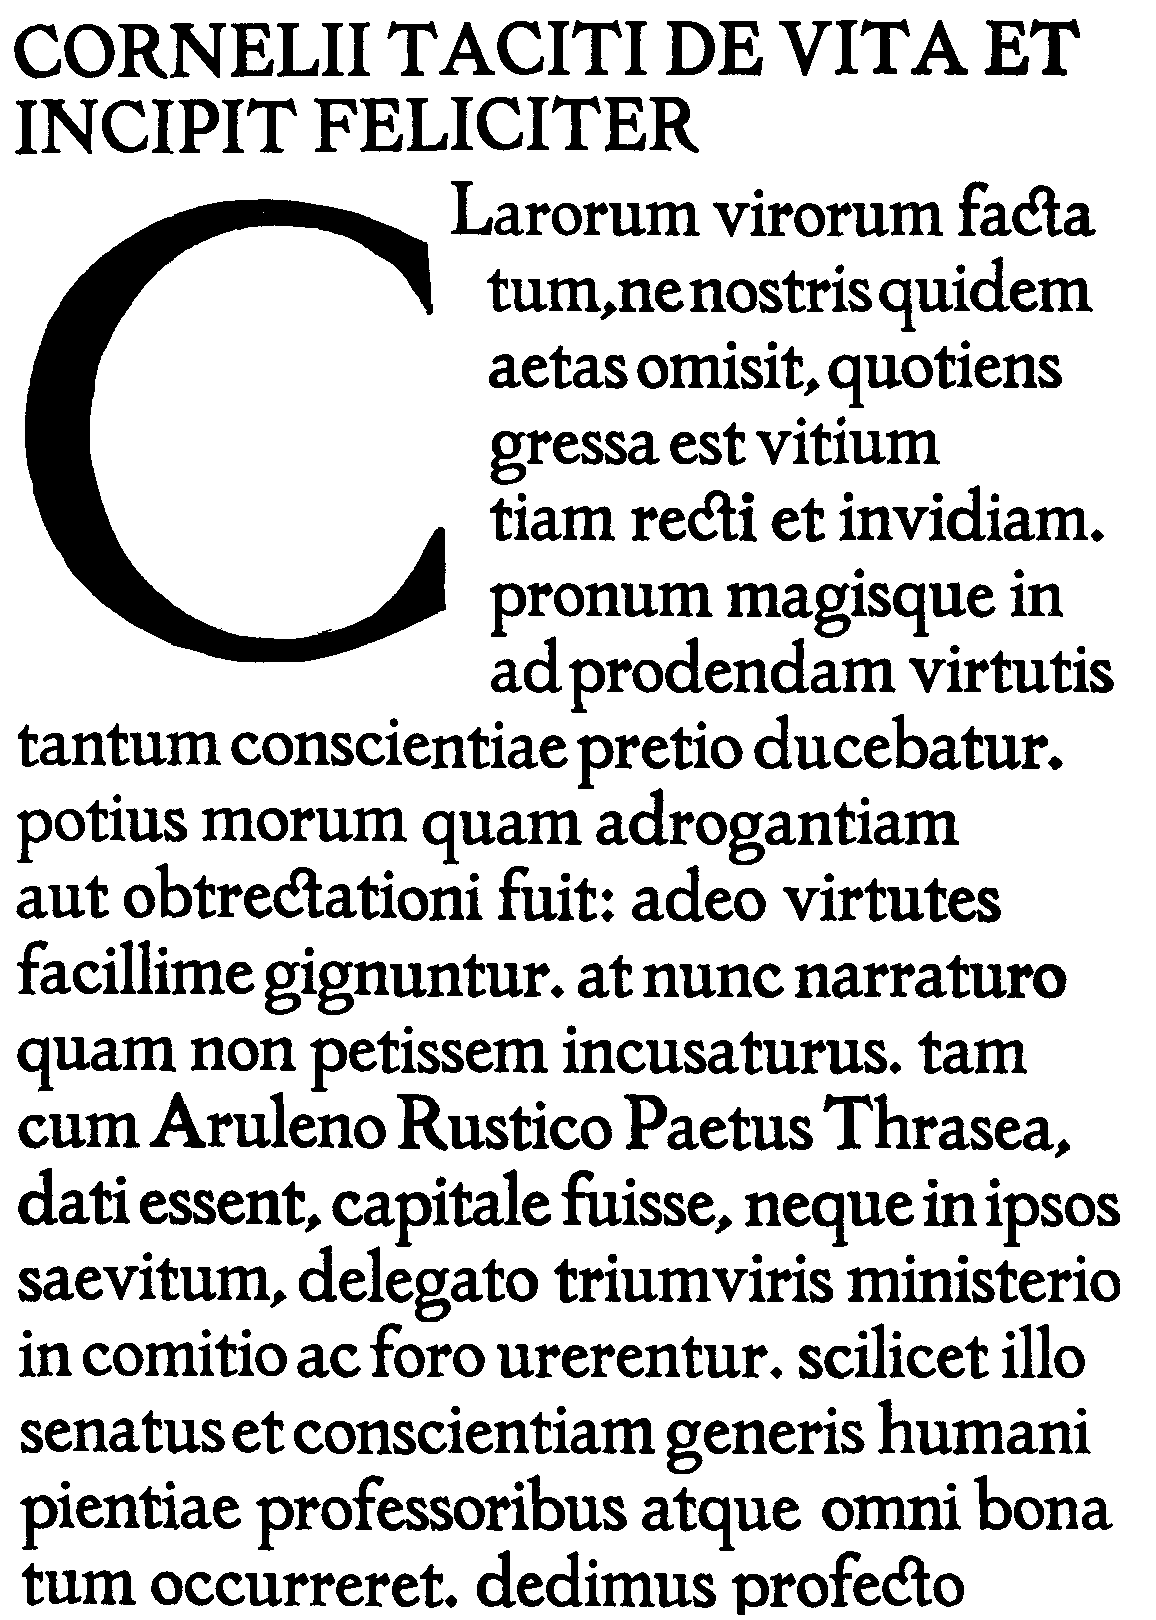 CORNELII TACITI DE VITA ET
INCIPIT FELICITER
CLarorum virorum facta
tum, ne nostris quidem
aetas omisit, quotiens
gressa est vitium
tiam recti et invidiam.
pronum magisque in
ad prodendam virtutis
tantum conscientiae pretio ducebatur.
potius morum quam adrogantiam
aut obtrectationi fuit: adeo virtutes
facillime gignuntur. at nunc narraturo
quam non petissem incusaturus. tam
cum Aruleno Rustico Paetus Thrasea,
dati essent, capitale fuisse, neque in ipsos
saevitum, delegato triumviris ministerio
in comitio ac foro urerentur. scilicet illo
senatus et conscientiam generis humani
pientiae professoribus atque omni bona
tum occurreret. dedimus profecto